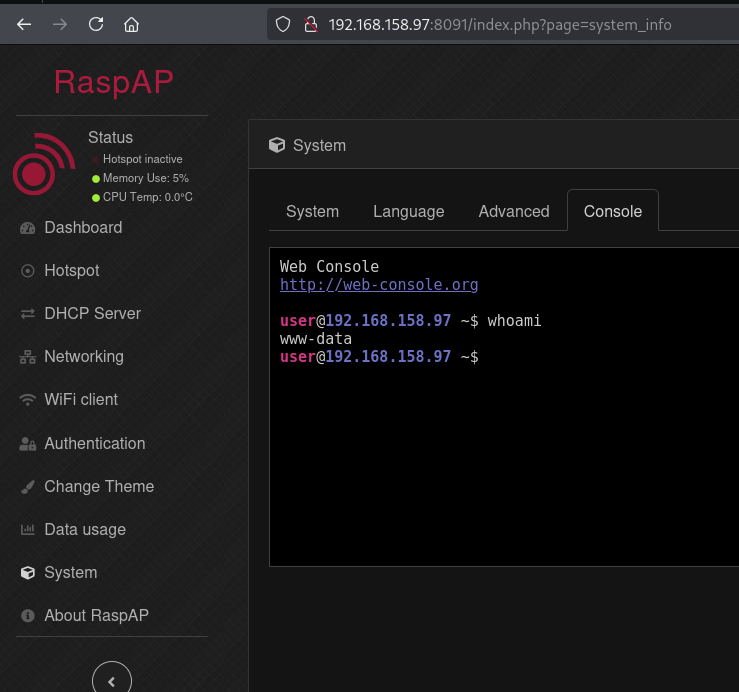 192.168.158.97:8091/index.php?page=system_info
RaspAP
Status
Hotspot inactive
Memory Use: 5%
CPU Temp: 0.0°C
Dashboard
Hotspot
DHCP Server
Networking
WiFi client
Authentication
Change Theme
Data usage
System
About RaspAP
System
System Language Advanced Console
Web Console
http://web-console.org
user@192.168.158.97 ~$ whoami
www-data
user@192.168.158.97 ~$